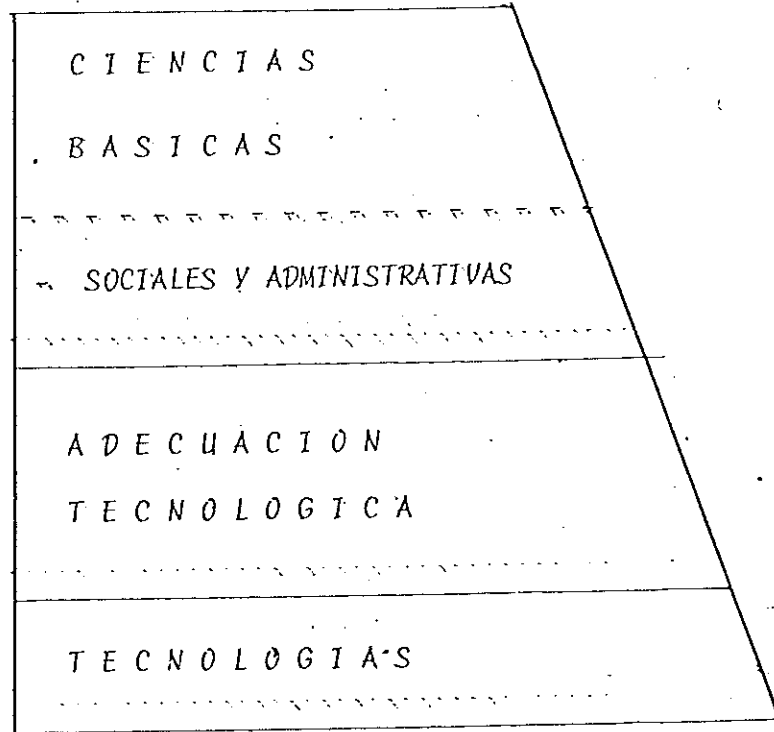 CIENCIAS
BASICAS
SOCIALES Y ADMINISTRATIVAS
ADECUACION
TECNOLOGICA
TECNOLOGIAS